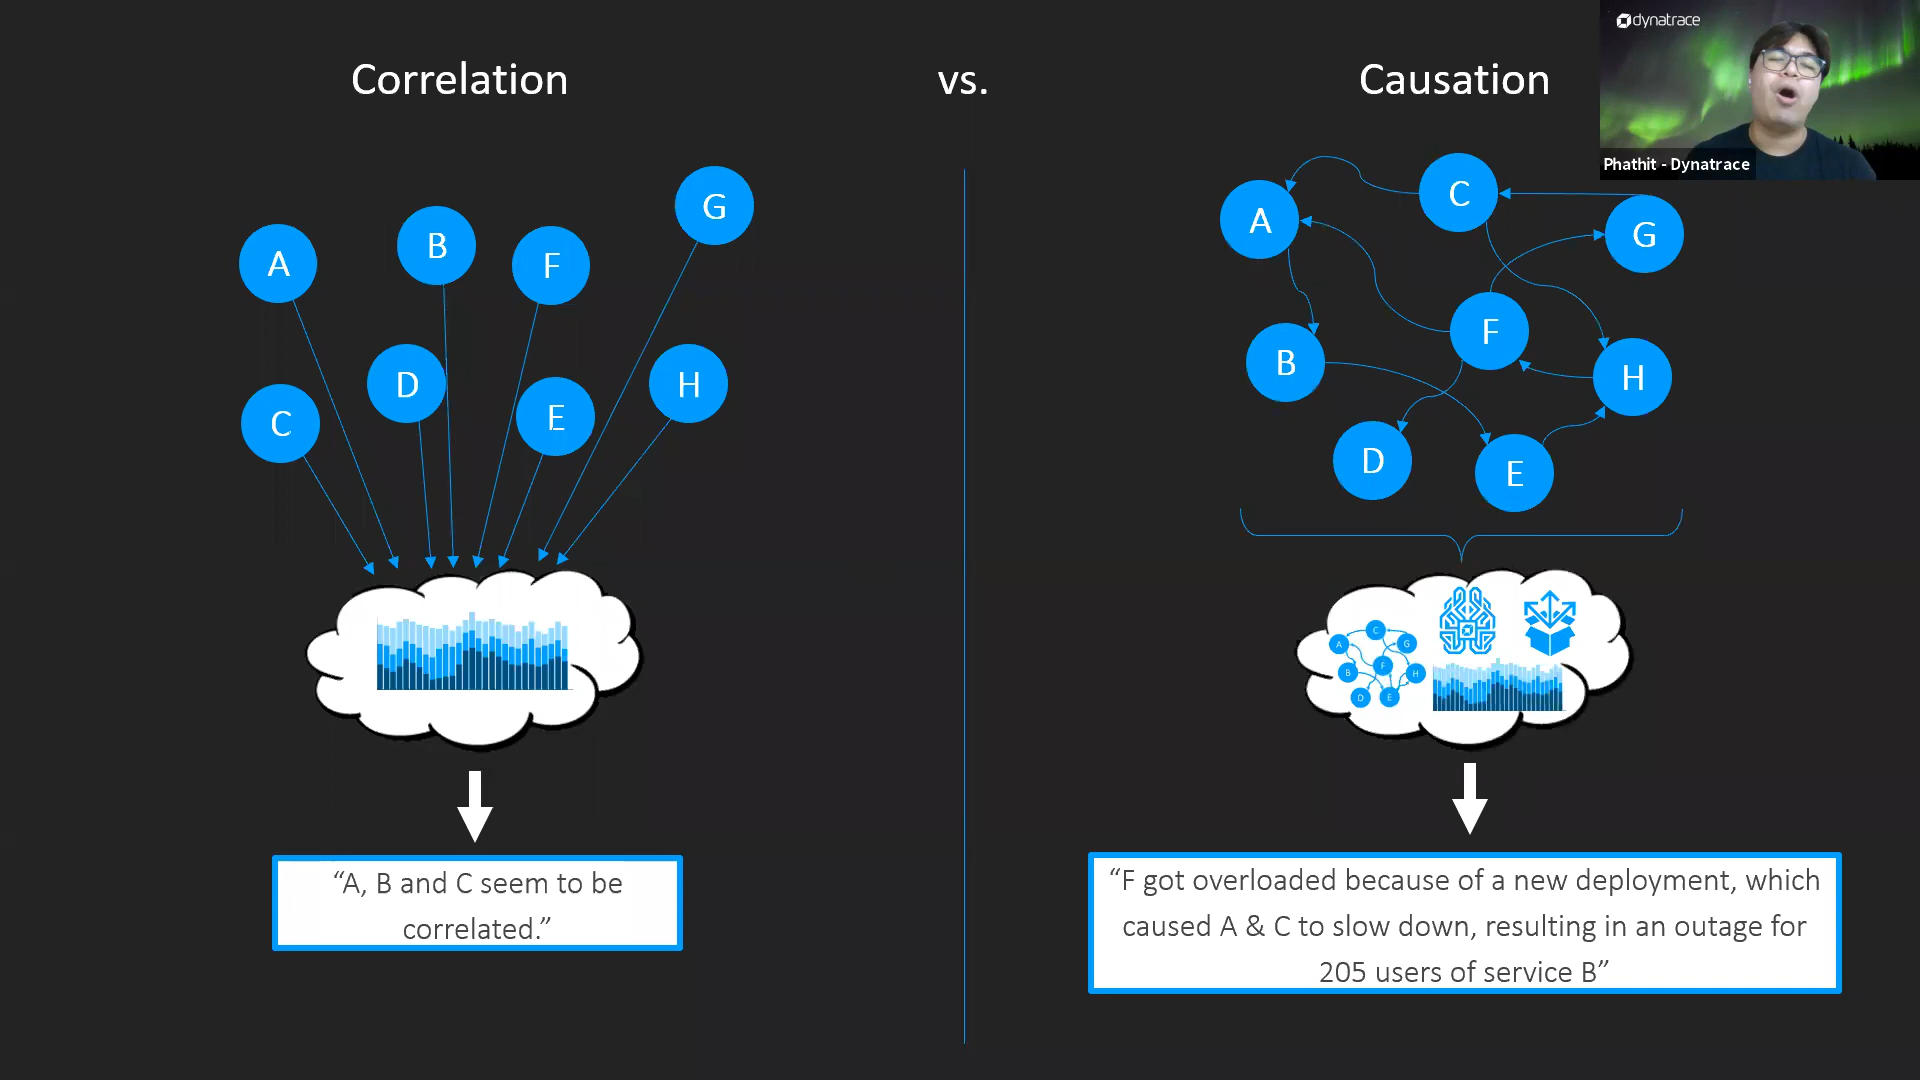 Correlation
vs.
Causation
dynatrace
Phathit - Dynatrace
A
B
F
G
C
D
E
H
A
C
G
B
F
H
D
E
C
A
G
F
B
H
D
E
“A, B and C seem to be
correlated.”
“F got overloaded because of a new deployment, which
caused A & C to slow down, resulting in an outage for
205 users of service B”